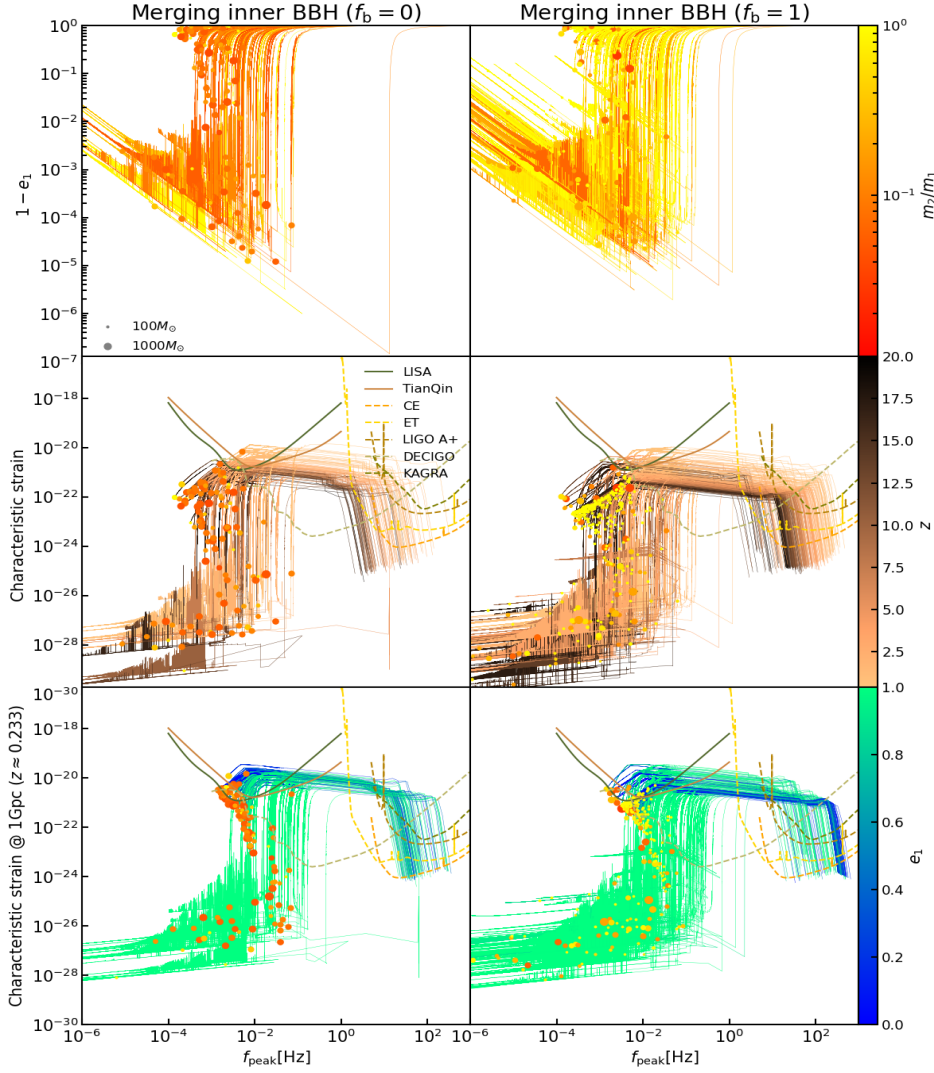 Merging inner BBH (f_b = 0)
Merging inner BBH (f_b = 1)
10^0
10^-1
10^-2
10^-3
10^-4
10^-5
10^-6
10^-7
1 − e_1
100M_⊙
1000M_⊙
10^0
10^-1
m_2/m_1
10^-18
10^-20
10^-22
10^-24
10^-26
10^-28
10^-30
Characteristic strain
LISA
TianQin
CE
ET
LIGO A+
DECIGO
KAGRA
20.0
17.5
15.0
12.5
10.0
7.5
5.0
2.5
z
10^-18
10^-20
10^-22
10^-24
10^-26
10^-28
10^-30
Characteristic strain @ 1Gpc (z ≈ 0.233)
1.0
0.8
0.6
0.4
0.2
0.0
e_1
10^-6
10^-4
10^-2
10^0
10^2
10^-6
10^-4
10^-2
10^0
10^2
f_peak[Hz]
f_peak[Hz]